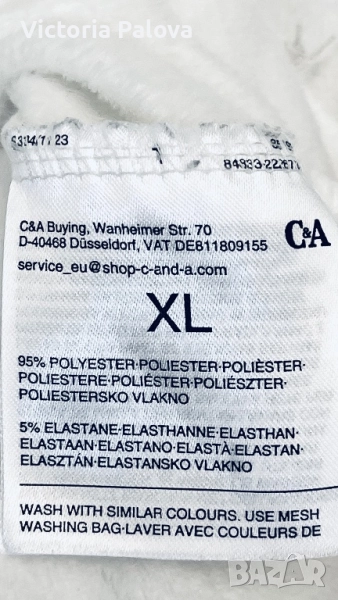 Victoria Palova
C&A Buying, Wanheimer Str. 70
D-40468 Düsseldorf, VAT DE811809155
C&A
service_eu@shop-c-and-a.com
XL
95% POLYESTER·POLIESTER·POLIÈSTER·
POLIESTERE·POLIÉSTER·POLIÉSZTER·
POLIESTERSKO VLAKNO
5% ELASTANE·ELASTHANNE·ELASTHAN·
ELASTAAN·ELASTANO·ELASTÀ·ELASTAN·
ELASZTÁN·ELASTANSKO VLAKNO
WASH WITH SIMILAR COLOURS. USE MESH
WASHING BAG·LAVER AVEC COULEURS DE
BAZAR